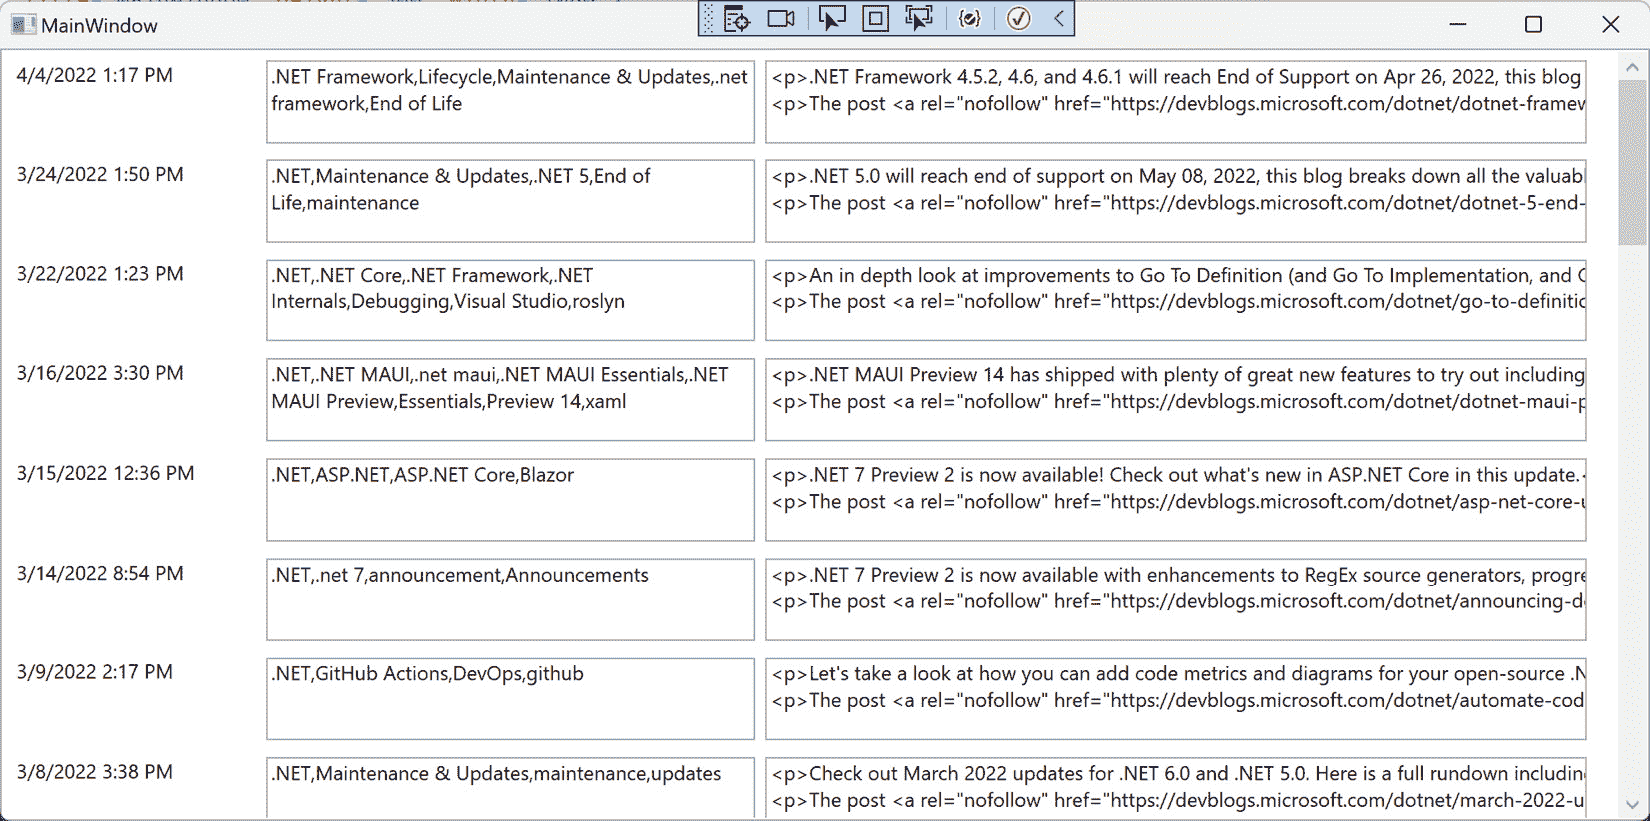 MainWindow
4/4/2022 1:17 PM
.NET Framework,Lifecycle,Maintenance & Updates,.net
framework,End of Life
<p>.NET Framework 4.5.2, 4.6, and 4.6.1 will reach End of Support on Apr 26, 2022, this blog
<p>The post <a rel="nofollow" href="https://devblogs.microsoft.com/dotnet/dotnet-framew
3/24/2022 1:50 PM
.NET,Maintenance & Updates,.NET 5,End of
Life,maintenance
<p>.NET 5.0 will reach end of support on May 08, 2022, this blog breaks down all the valuab
<p>The post <a rel="nofollow" href="https://devblogs.microsoft.com/dotnet/dotnet-5-end-
3/22/2022 1:23 PM
.NET,.NET Core,.NET Framework,.NET
Internals,Debugging,Visual Studio,roslyn
<p>An in depth look at improvements to Go To Definition (and Go To Implementation, and
<p>The post <a rel="nofollow" href="https://devblogs.microsoft.com/dotnet/go-to-definitio
3/16/2022 3:30 PM
.NET,.NET MAUI,.net maui,.NET MAUI Essentials,.NET
MAUI Preview,Essentials,Preview 14,xaml
<p>.NET MAUI Preview 14 has shipped with plenty of great new features to try out including
<p>The post <a rel="nofollow" href="https://devblogs.microsoft.com/dotnet/dotnet-maui-p
3/15/2022 12:36 PM
.NET,ASP.NET,ASP.NET Core,Blazor
<p>.NET 7 Preview 2 is now available! Check out what's new in ASP.NET Core in this update.
<p>The post <a rel="nofollow" href="https://devblogs.microsoft.com/dotnet/asp-net-core-u
3/14/2022 8:54 PM
.NET,.net 7,announcement,Announcements
<p>.NET 7 Preview 2 is now available with enhancements to RegEx source generators, progre
<p>The post <a rel="nofollow" href="https://devblogs.microsoft.com/dotnet/announcing-d
3/9/2022 2:17 PM
.NET,GitHub Actions,DevOps,github
<p>Let's take a look at how you can add code metrics and diagrams for your open-source .N
<p>The post <a rel="nofollow" href="https://devblogs.microsoft.com/dotnet/automate-cod
3/8/2022 3:38 PM
.NET,Maintenance & Updates,maintenance,updates
<p>Check out March 2022 updates for .NET 6.0 and .NET 5.0. Here is a full rundown includin
<p>The post <a rel="nofollow" href="https://devblogs.microsoft.com/dotnet/march-2022-u